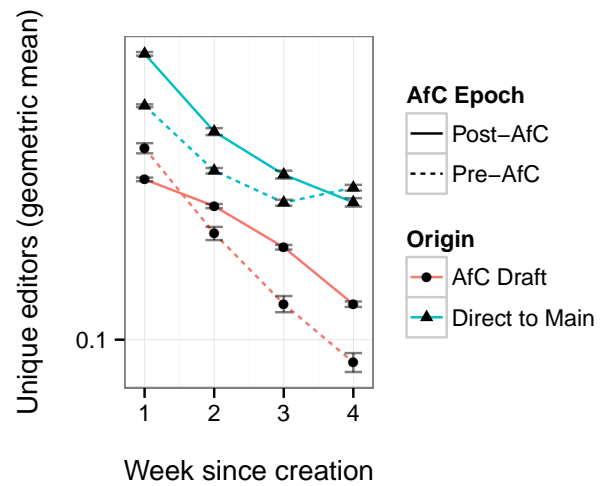 Unique editors (geometric mean)
0.1
1 2 3 4
Week since creation
AfC Epoch
Post−AfC
Pre−AfC
Origin
AfC Draft
Direct to Main